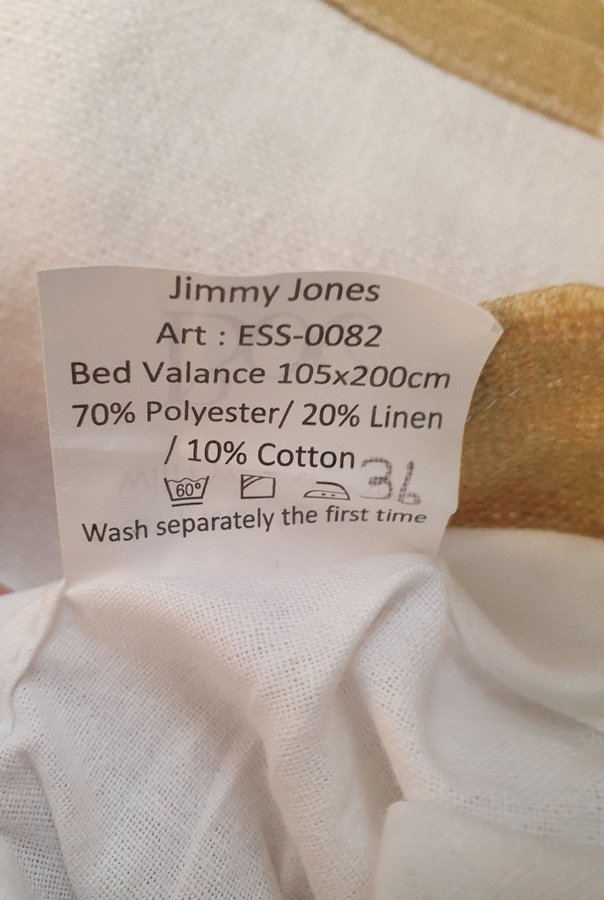 Jimmy Jones
Art : ESS-0082
Bed Valance 105x200cm
70% Polyester/ 20% Linen
/ 10% Cotton
60° 36
Wash separately the first time